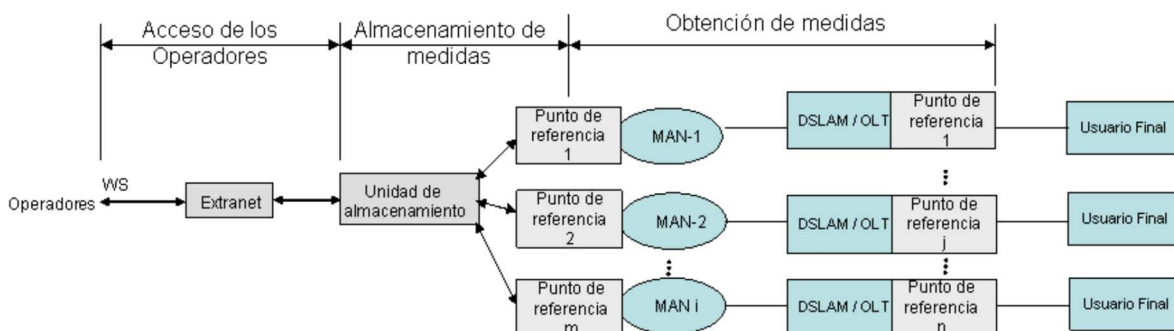 Acceso de los
Operadores
Almacenamiento de
medidas
Obtención de medidas
Operadores
WS
Extranet
Unidad de
almacenamiento
Punto de
referencia
1
MAN-1
DSLAM / OLT
Punto de
referencia
1
Usuario Final
Punto de
referencia
2
MAN-2
DSLAM / OLT
Punto de
referencia
j
Usuario Final
Punto de
referencia
m
MAN i
DSLAM / OLT
Punto de
referencia
n
Usuario Final